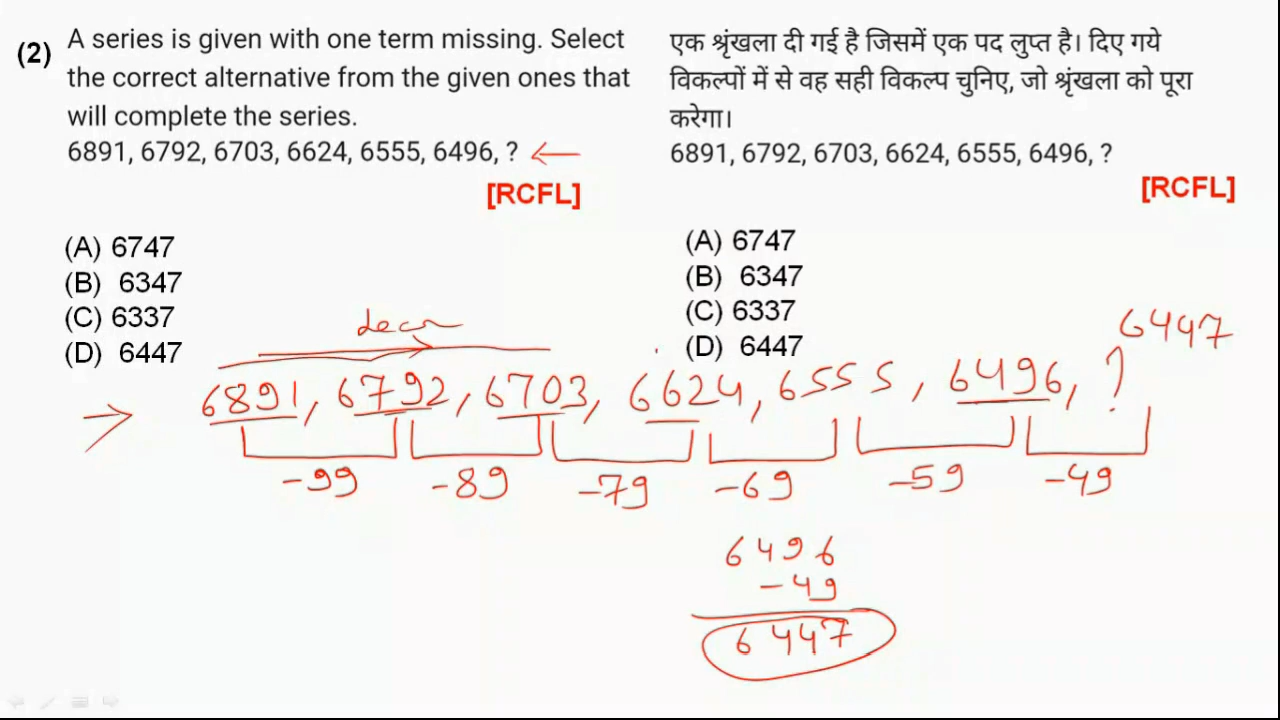 (2) A series is given with one term missing. Select
the correct alternative from the given ones that
will complete the series.
6891, 6792, 6703, 6624, 6555, 6496, ? ←
[RCFL]
(A) 6747
(B) 6347
(C) 6337
(D) 6447
एक श्रृंखला दी गई है जिसमें एक पद लुप्त है। दिए गये
विकल्पों में से वह सही विकल्प चुनिए, जो श्रृंखला को पूरा
करेगा।
6891, 6792, 6703, 6624, 6555, 6496, ?
[RCFL]
(A) 6747
(B) 6347
(C) 6337
(D) 6447
decr
6447
→ 6891, 6792, 6703, 6624, 6555, 6496, ?
-99 -89 -79 -69 -59 -49
6496
-49
6447